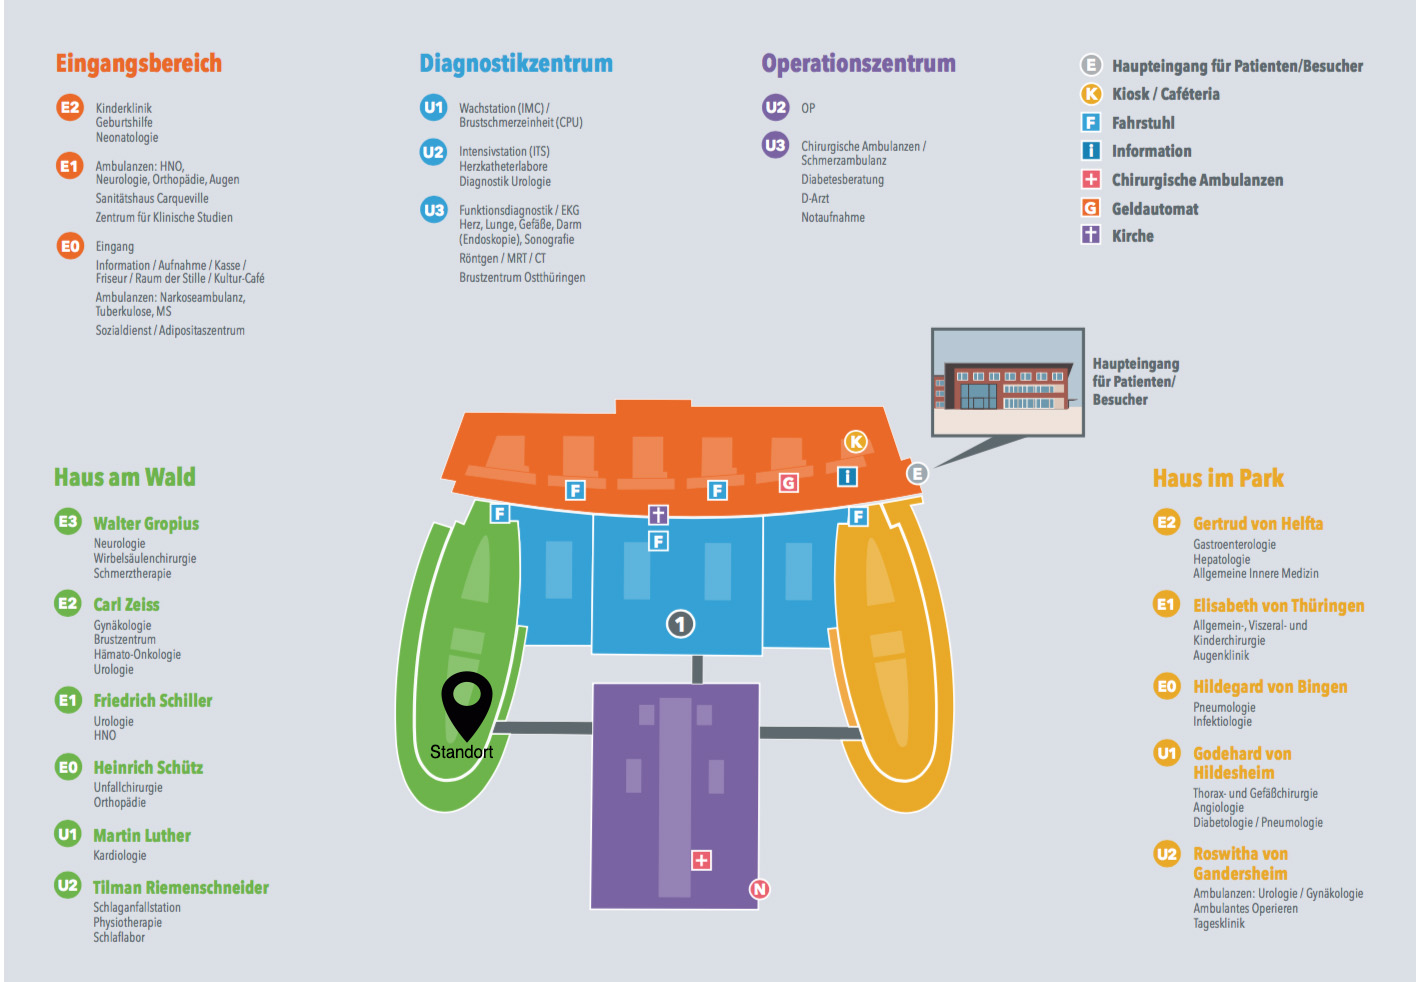 Eingangsbereich
E2 Kinderklinik
Geburtshilfe
Neonatologie
E1 Ambulanzen: HNO,
Neurologie, Orthopädie, Augen
Sanitätshaus Carqueville
Zentrum für Klinische Studien
E0 Eingang
Information / Aufnahme / Kasse /
Friseur / Raum der Stille / Kultur-Café
Ambulanzen: Narkoseambulanz,
Tuberkulose, MS
Sozialdienst / Adipositaszentrum
Diagnostikzentrum
U1 Wachstation (IMC) /
Brustschmerzeinheit (CPU)
U2 Intensivstation (ITS)
Herzkatheterlabore
Diagnostik Urologie
U3 Funktionsdiagnostik / EKG
Herz, Lunge, Gefäße, Darm
(Endoskopie), Sonografie
Röntgen / MRT / CT
Brustzentrum Ostthüringen
Operationszentrum
U2 OP
U3 Chirurgische Ambulanzen /
Schmerzambulanz
Diabetesberatung
D-Arzt
Notaufnahme
E Haupteingang für Patienten/Besucher
K Kiosk / Caféteria
F Fahrstuhl
i Information
Chirurgische Ambulanzen
G Geldautomat
Kirche
Haupteingang
für Patienten/
Besucher
K
E
i
G
F
F
F
F
F
1
Standort
N
Haus am Wald
E3 Walter Gropius
Neurologie
Wirbelsäulenchirurgie
Schmerztherapie
E2 Carl Zeiss
Gynäkologie
Brustzentrum
Hämato-Onkologie
Urologie
E1 Friedrich Schiller
Urologie
HNO
E0 Heinrich Schütz
Unfallchirurgie
Orthopädie
U1 Martin Luther
Kardiologie
U2 Tilman Riemenschneider
Schlaganfallstation
Physiotherapie
Schlaflabor
Haus im Park
E2 Gertrud von Helfta
Gastroenterologie
Hepatologie
Allgemeine Innere Medizin
E1 Elisabeth von Thüringen
Allgemein-, Viszeral- und
Kinderchirurgie
Augenklinik
E0 Hildegard von Bingen
Pneumologie
Infektiologie
U1 Godehard von
Hildesheim
Thorax- und Gefäßchirurgie
Angiologie
Diabetologie / Pneumologie
U2 Roswitha von
Gandersheim
Ambulanzen: Urologie / Gynäkologie
Ambulantes Operieren
Tagesklinik